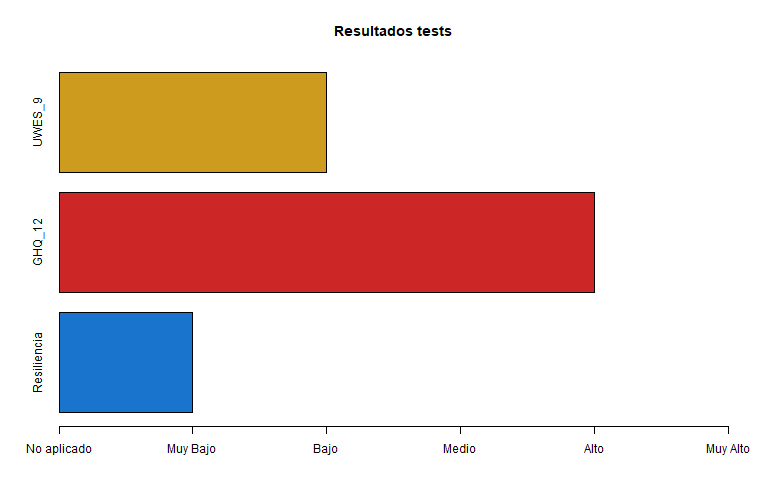 Resultados tests
UWES_9
GHQ_12
Resiliencia
No aplicado
Muy Bajo
Bajo
Medio
Alto
Muy Alto